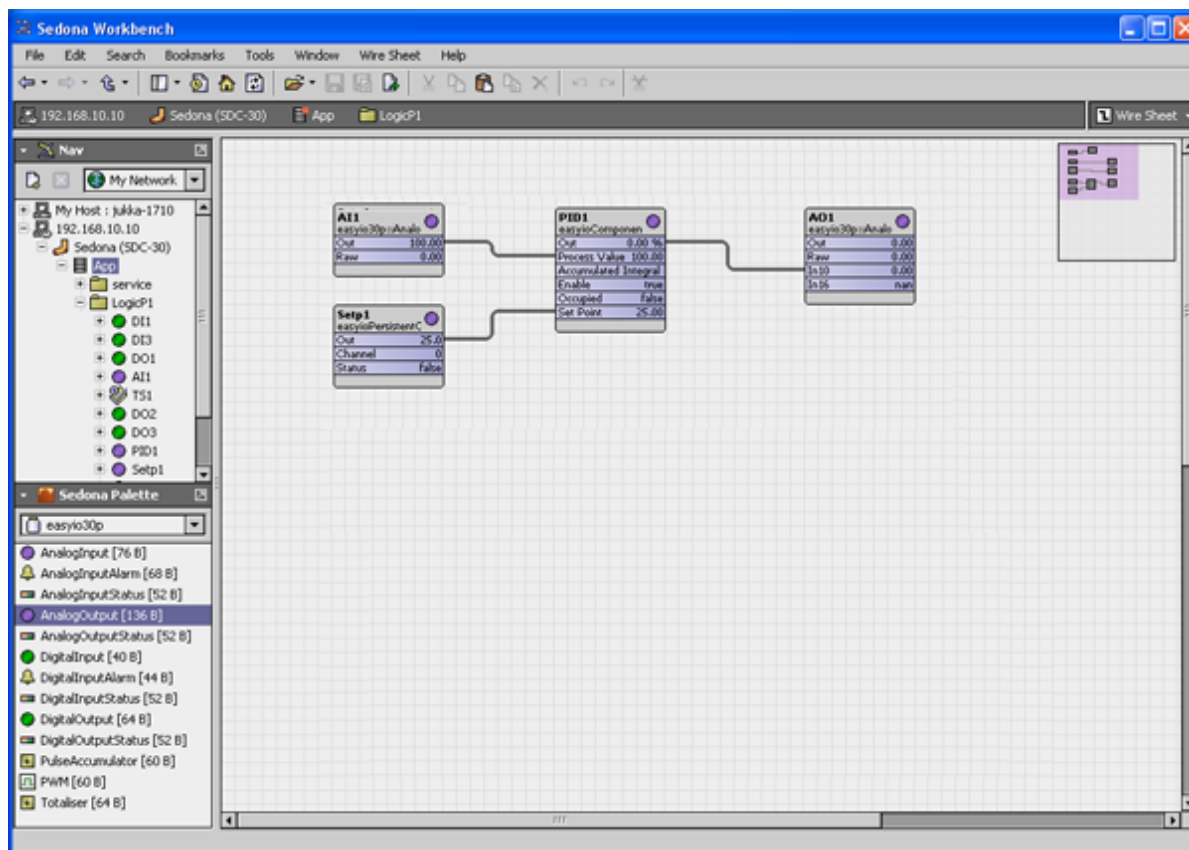 Sedona Workbench
File Edit Search Bookmarks Tools Window Wire Sheet Help
192.168.10.10 Sedona (SDC-30) App LogicP1 Wire Sheet
Nav
My Network
My Host : jukka-1710
192.168.10.10
Sedona (SDC-30)
App
service
LogicP1
DI1
DI3
DO1
AI1
TS1
DO2
DO3
PID1
Setp1
Sedona Palette
easyio30p
AnalogInput [76 B]
AnalogInputAlarm [68 B]
AnalogInputStatus [52 B]
AnalogOutput [136 B]
AnalogOutputStatus [52 B]
DigitalInput [40 B]
DigitalInputAlarm [44 B]
DigitalInputStatus [52 B]
DigitalOutput [64 B]
DigitalOutputStatus [52 B]
PulseAccumulator [60 B]
PWM [60 B]
Totaliser [64 B]
AI1
easyio30p::Analo
Out 100.00
Raw 0.00
Setp1
easyioPersistentC
Out 25.0
Channel 0
Status false
PID1
easyioComponen
Out 0.00 %
Process Value 100.00
Accumulated Integral
Enable true
Occupied false
Set Point 25.00
AO1
easyio30p::Analo
Out 0.00
Raw 0.00
In10 0.00
In16 nan